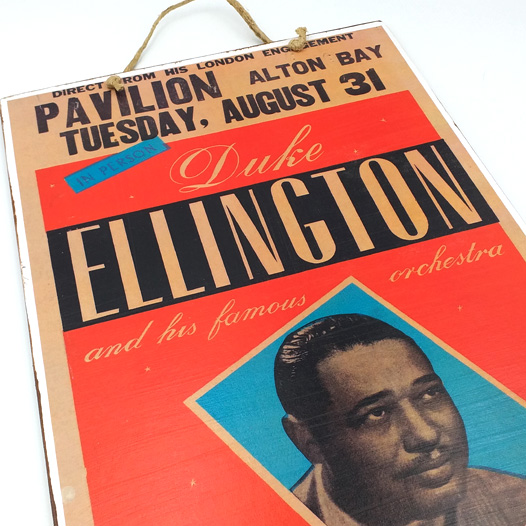 DIRECT FROM HIS LONDON ENGAGEMENT
PAVILION ALTON BAY
TUESDAY, AUGUST 31
IN PERSON
Duke
ELLINGTON
and his famous orchestra